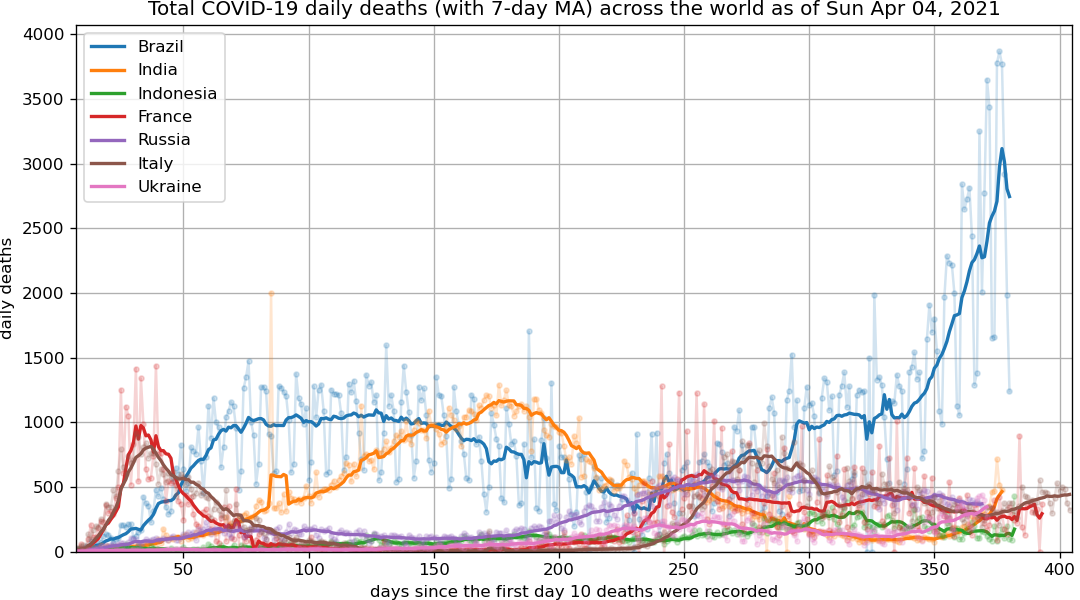 Total COVID-19 daily deaths (with 7-day MA) across the world as of Sun Apr 04, 2021
4000
3500
3000
2500
2000
1500
1000
500
0
daily deaths
Brazil
India
Indonesia
France
Russia
Italy
Ukraine
50 100 150 200 250 300 350 400
days since the first day 10 deaths were recorded